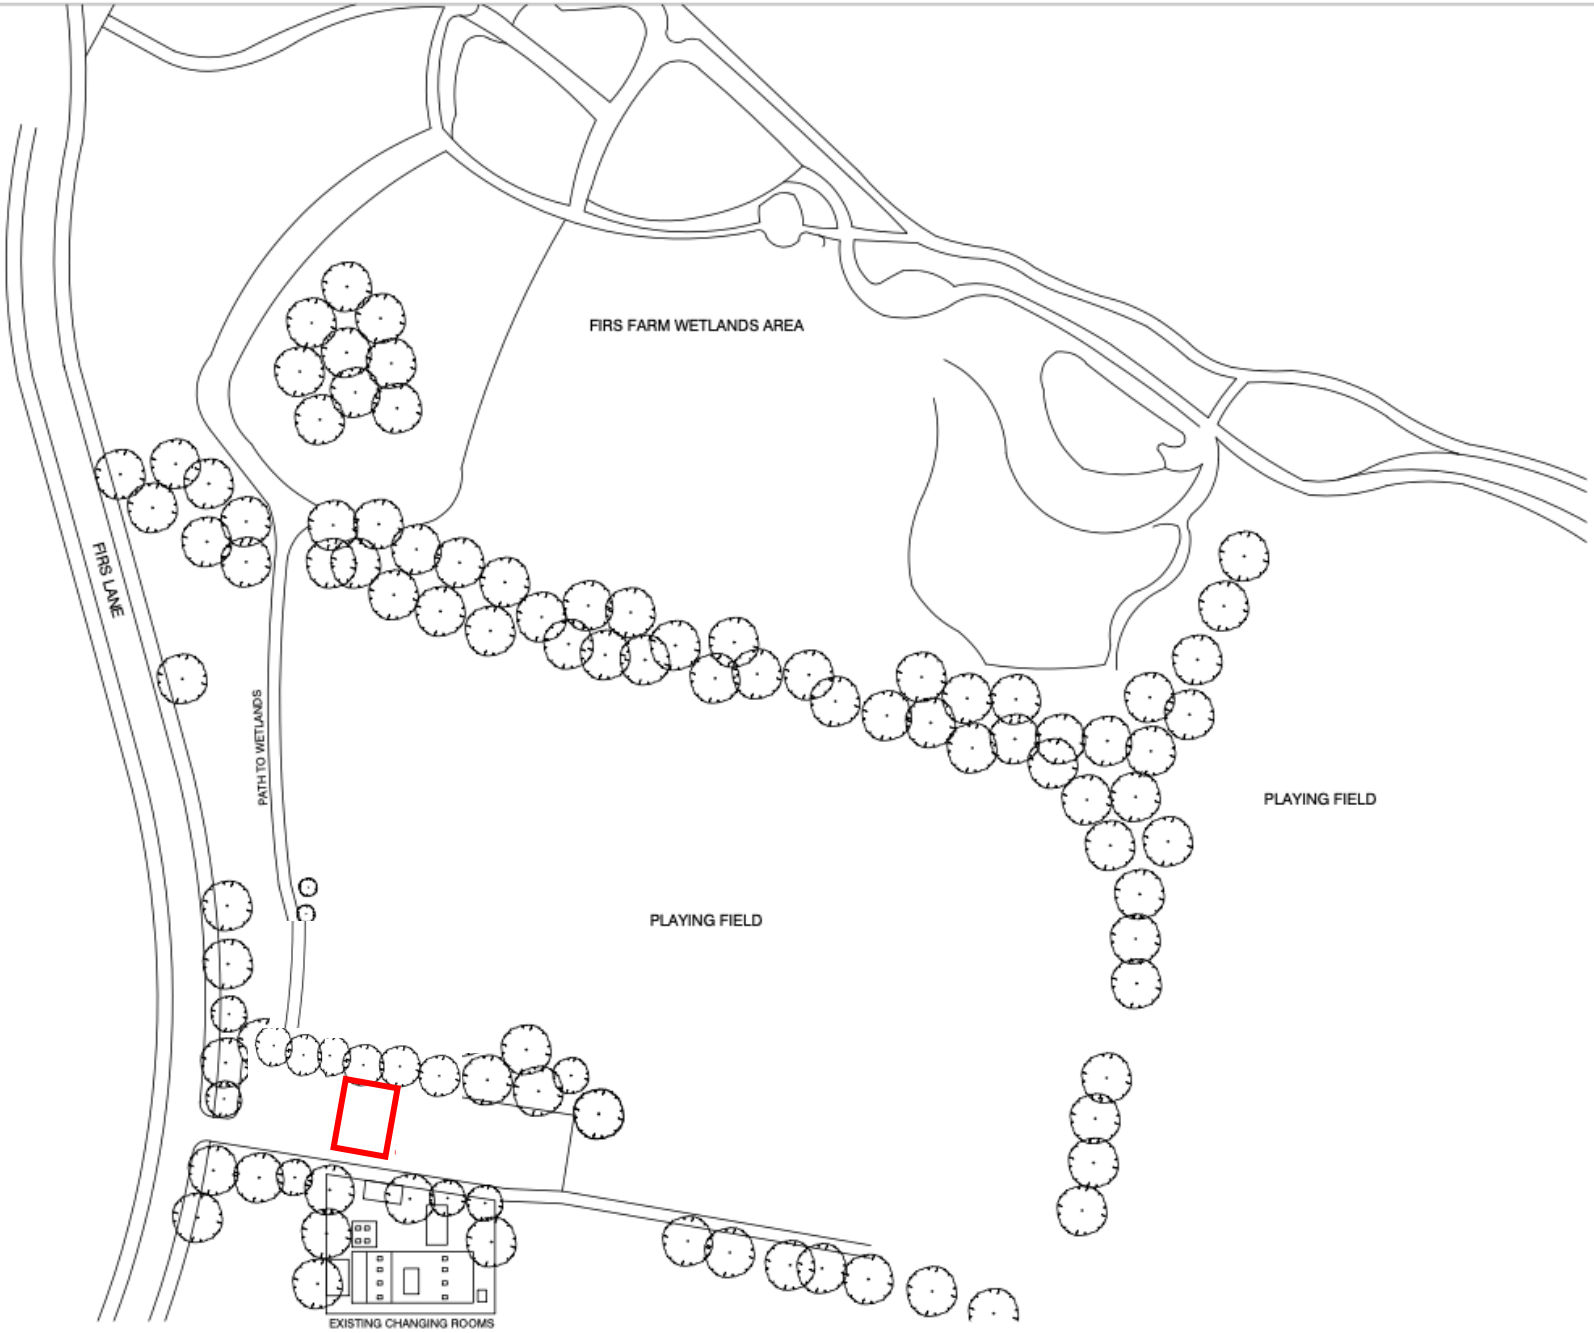 FIRS FARM WETLANDS AREA
FIRS LANE
PATH TO WETLANDS
PLAYING FIELD
PLAYING FIELD
EXISTING CHANGING ROOMS